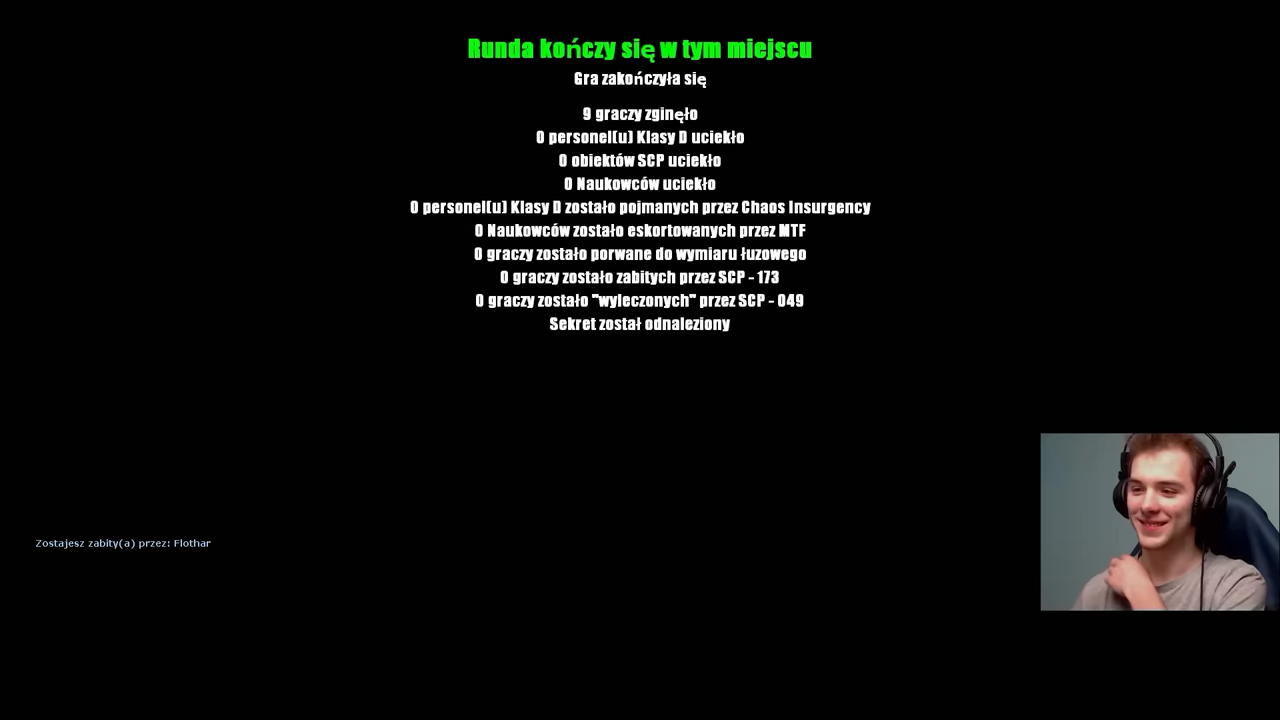 Runda kończy się w tym miejscu
Gra zakończyła się
9 graczy zginęło
0 personel(u) Klasy D uciekło
0 obiektów SCP uciekło
0 Naukowców uciekło
0 personel(u) Klasy D zostało pojmanych przez Chaos Insurgency
0 Naukowców zostało eskortowanych przez MTF
0 graczy zostało porwane do wymiaru łuzowego
0 graczy zostało zabitych przez SCP - 173
0 graczy zostało "wyleczonych" przez SCP - 049
Sekret został odnaleziony
Zostajesz zabity(a) przez: Flothar